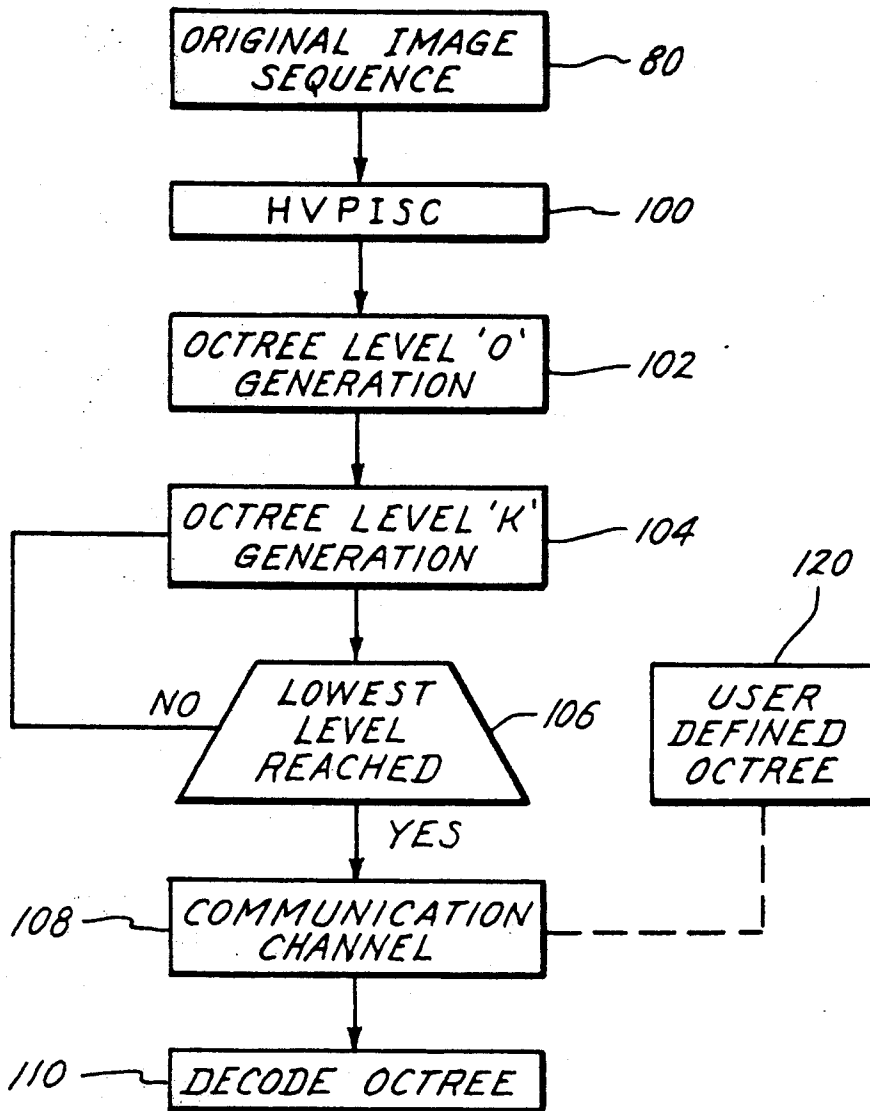 ORIGINAL IMAGE
SEQUENCE
80
HVPISC
100
OCTREE LEVEL 'O'
GENERATION
102
OCTREE LEVEL 'K'
GENERATION
104
120
NO
LOWEST
LEVEL
REACHED
106
USER
DEFINED
OCTREE
YES
108
COMMUNICATION
CHANNEL
110
DECODE OCTREE